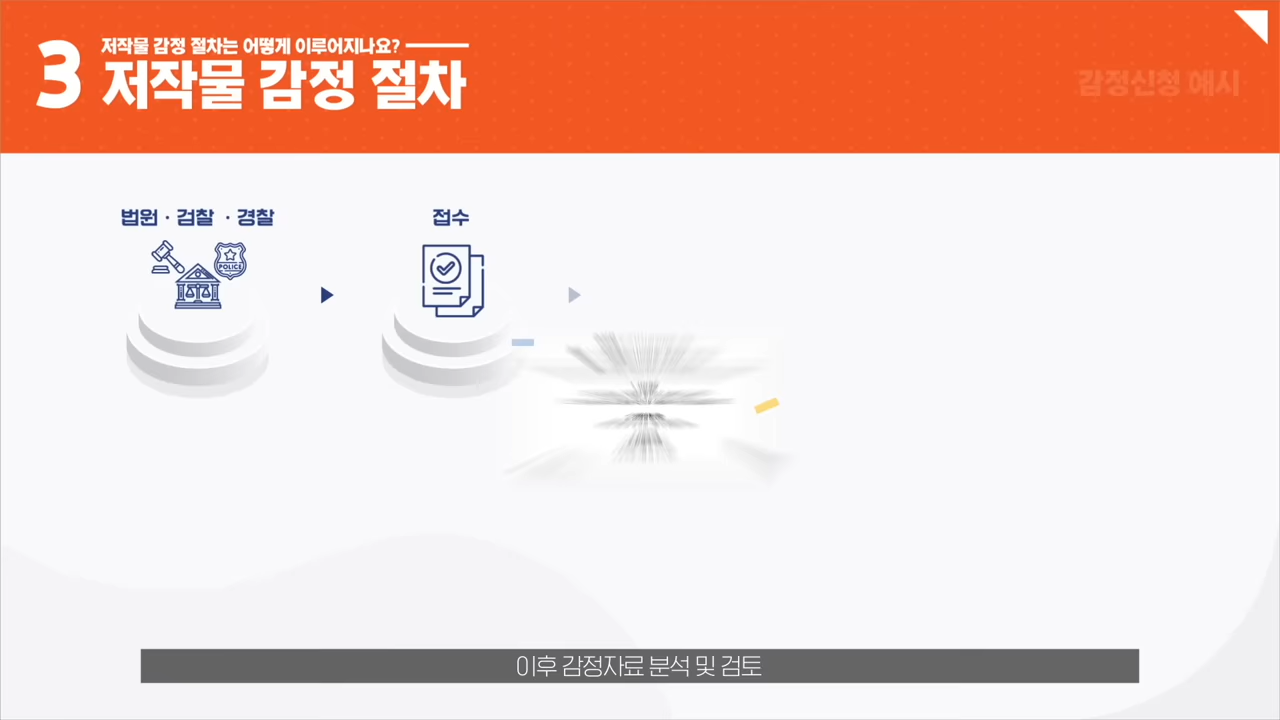 3
저작물 감정 절차는 어떻게 이루어지나요?
저작물 감정 절차
감정신청 예시
법원 · 검찰 · 경찰
접수
POLICE
이후 감정자료 분석 및 검토